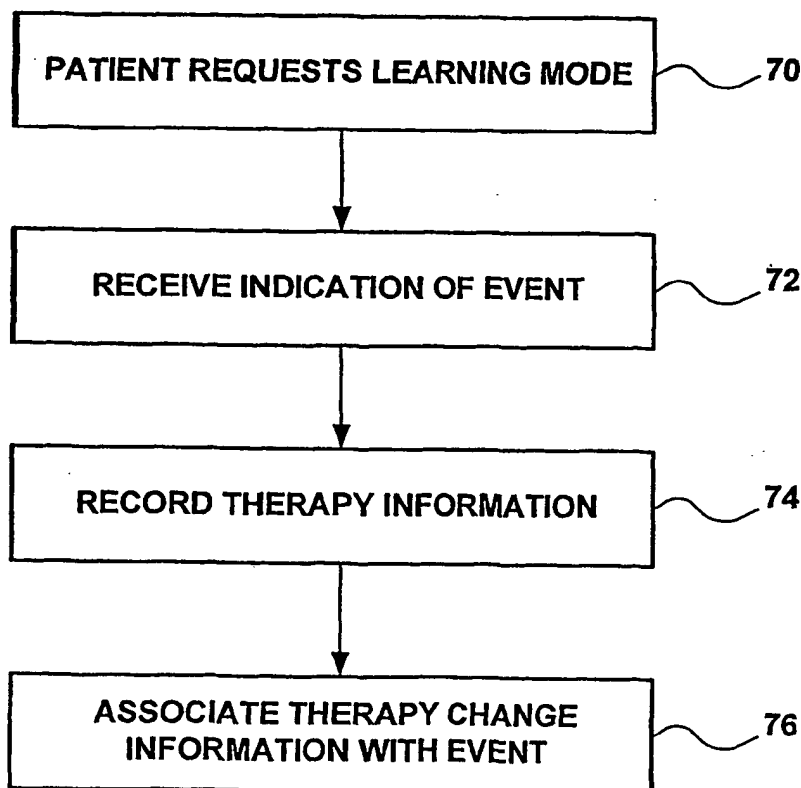 PATIENT REQUESTS LEARNING MODE
70
RECEIVE INDICATION OF EVENT
72
RECORD THERAPY INFORMATION
74
ASSOCIATE THERAPY CHANGE
INFORMATION WITH EVENT
76